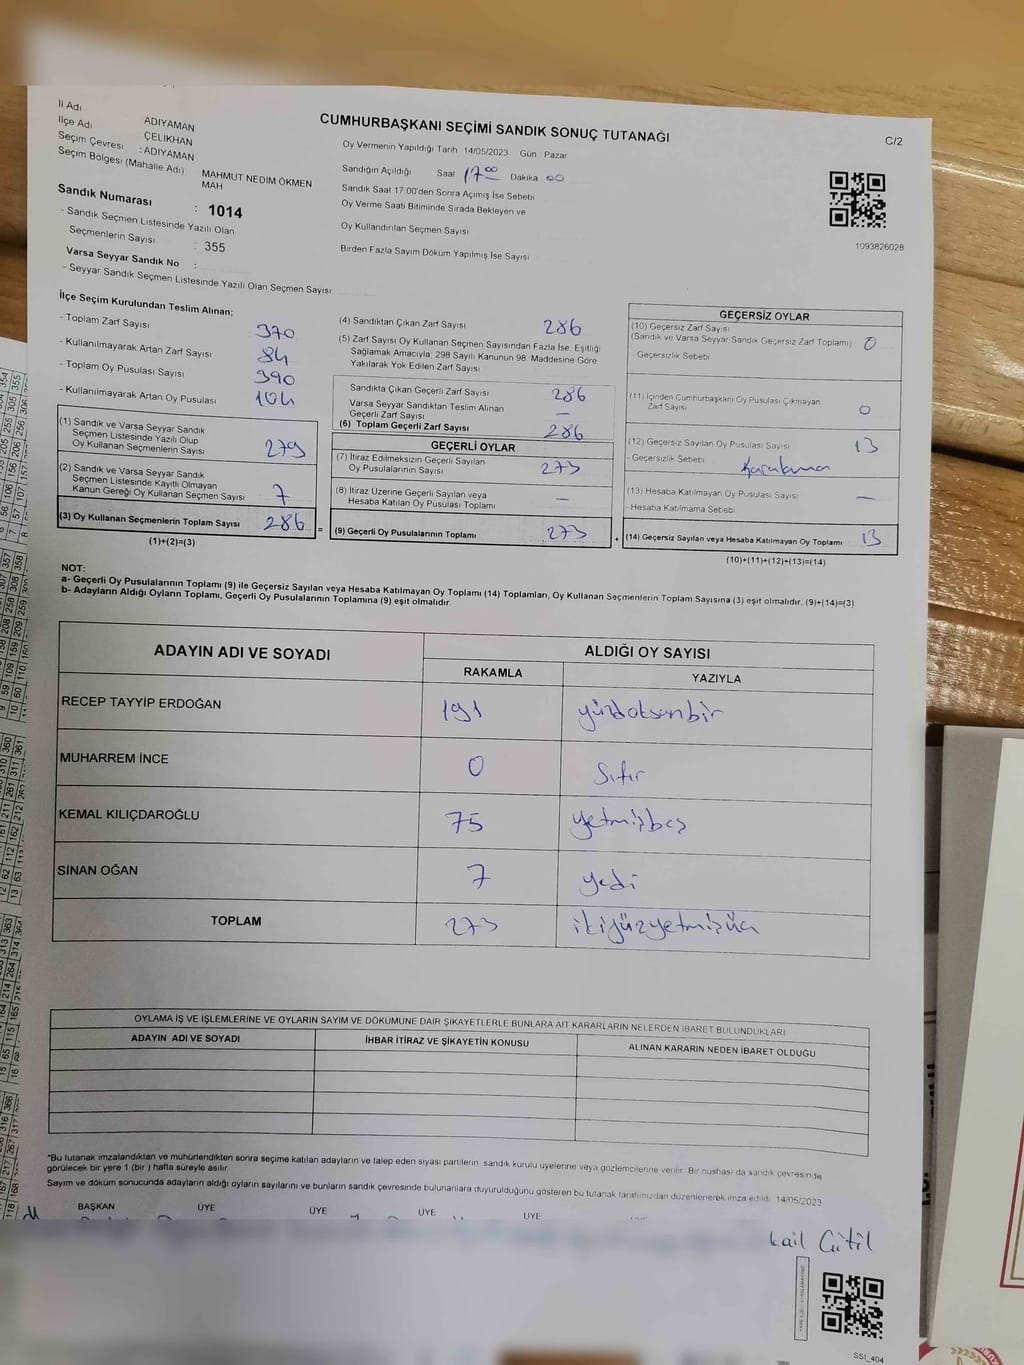 İl Adı
İlçe Adı ADIYAMAN
Seçim Çevresi ÇELİKHAN
Seçim Bölgesi (Mahalle Adı) : ADIYAMAN
MAHMUT NEDİM ÖKMEN
MAH
Sandık Numarası : 1014
- Sandık Seçmen Listesinde Yazılı Olan
Seçmenlerin Sayısı : 355
Varsa Seyyar Sandık No :
- Seyyar Sandık Seçmen Listesinde Yazılı Olan Seçmen Sayısı
CUMHURBAŞKANI SEÇİMİ SANDIK SONUÇ TUTANAĞI
C/2
Oy Vermenin Yapıldığı Tarih 14/05/2023 Gün Pazar
Sandığın Açıldığı Saat 17:00 Dakika 00
Sandık Saat 17.00'den Sonra Açımış İse Sebebi
Oy Verme Saati Bitiminde Sırada Bekleyen ve
Oy Kullandırılan Seçmen Sayısı
Birden Fazla Sayım Döküm Yapılmış İse Sayısı
1093826028
İlçe Seçim Kurulundan Teslim Alınan;
- Toplam Zarf Sayısı 370
- Kullanılmayarak Artan Zarf Sayısı 84
- Toplam Oy Pusulası Sayısı 390
- Kullanılmayarak Artan Oy Pusulası 104
(1) Sandık ve Varsa Seyyar Sandık
Seçmen Listesinde Yazılı Olup
Oy Kullanan Seçmenlerin Sayısı 279
(2) Sandık ve Varsa Seyyar Sandık
Seçmen Listesinde Kayıtlı Olmayan
Kanun Gereği Oy Kullanan Seçmen Sayısı 7
(3) Oy Kullanan Seçmenlerin Toplam Sayısı 286 =
(1)+(2)=(3)
(4) Sandıktan Çıkan Zarf Sayısı 286
(5) Zarf Sayısı Oy Kullanan Seçmen Sayısından Fazla İse, Eşitliği
Sağlamak Amacıyla, 298 Sayılı Kanunun 98. Maddesine Göre
Yakılarak Yok Edilen Zarf Sayısı
Sandıkta Çıkan Geçerli Zarf Sayısı 286
Varsa Seyyar Sandıktan Teslim Alınan
Geçerli Zarf Sayısı —
(6) Toplam Geçerli Zarf Sayısı 286
GEÇERLİ OYLAR
(7) İtiraz Edilmeksizin Geçerli Sayılan
Oy Pusulalarının Sayısı 273
(8) İtiraz Üzerine Geçerli Sayılan veya
Hesaba Katılan Oy Pusulası Toplamı —
(9) Geçerli Oy Pusulalarının Toplamı 273 +
GEÇERSİZ OYLAR
(10) Geçersiz Zarf Sayısı
(Sandık ve Varsa Seyyar Sandık Geçersiz Zarf Toplamı) 0
- Geçersizlik Sebebi
(11) İçinden Cumhurbaşkanı Oy Pusulası Çıkmayan
Zarf Sayısı 0
(12) Geçersiz Sayılan Oy Pusulası Sayısı 13
- Geçersizlik Sebebi Karalama
(13) Hesaba Katılmayan Oy Pusulası Sayısı —
- Hesaba Katılmama Sebebi
(14) Geçersiz Sayılan veya Hesaba Katılmayan Oy Toplamı 13
(10)+(11)+(12)+(13)=(14)
NOT:
a- Geçerli Oy Pusulalarının Toplamı (9) ile Geçersiz Sayılan veya Hesaba Katılmayan Oy Toplamı (14) Toplamları, Oy Kullanan Seçmenlerin Toplam Sayısına (3) eşit olmalıdır. (9)+(14)=(3)
b- Adayların Aldığı Oyların Toplamı, Geçerli Oy Pusulalarının Toplamına (9) eşit olmalıdır.
ADAYIN ADI VE SOYADI ALDIĞI OY SAYISI
RAKAMLA YAZIYLA
RECEP TAYYİP ERDOĞAN 191 yüzdoksanbir
MUHARREM İNCE 0 Sıfır
KEMAL KILIÇDAROĞLU 75 yetmişbeş
SİNAN OĞAN 7 yedi
TOPLAM 273 ikiyüzyetmişüç
OYLAMA İŞ VE İŞLEMLERİNE VE OYLARIN SAYIM VE DÖKÜMÜNE DAİR ŞİKAYETLERLE BUNLARA AİT KARARLARIN NELERDEN İBARET BULUNDUKLARI
ADAYIN ADI VE SOYADI İHBAR İTİRAZ VE ŞİKAYETİN KONUSU ALINAN KARARIN NEDEN İBARET OLDUĞU
*Bu tutanak imzalandıktan ve mühürlendikten sonra seçime katılan adayların ve talep eden siyasi partilerin sandık kurulu üyelerine veya gözlemcilerine verilir. Bir nüshası da sandık çevresinde
görülecek bir yere 1 (bir ) hafta süreyle asılır.
Sayım ve döküm sonucunda adayların aldığı oyların sayılarını ve bunların sandık çevresinde bulunanlara duyurulduğunu gösteren bu tutanak tarafımızdan düzenlenerek imza edildi. 14/05/2023
BAŞKAN ÜYE ÜYE ÜYE ÜYE
SSI_404